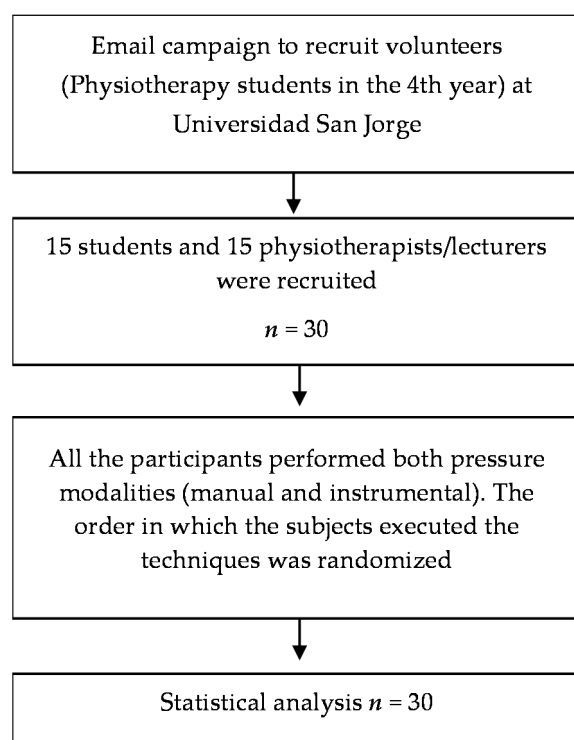 Email campaign to recruit volunteers
(Physiotherapy students in the 4th year) at
Universidad San Jorge
15 students and 15 physiotherapists/lecturers
were recruited
n = 30
All the participants performed both pressure
modalities (manual and instrumental). The
order in which the subjects executed the
techniques was randomized
Statistical analysis n = 30